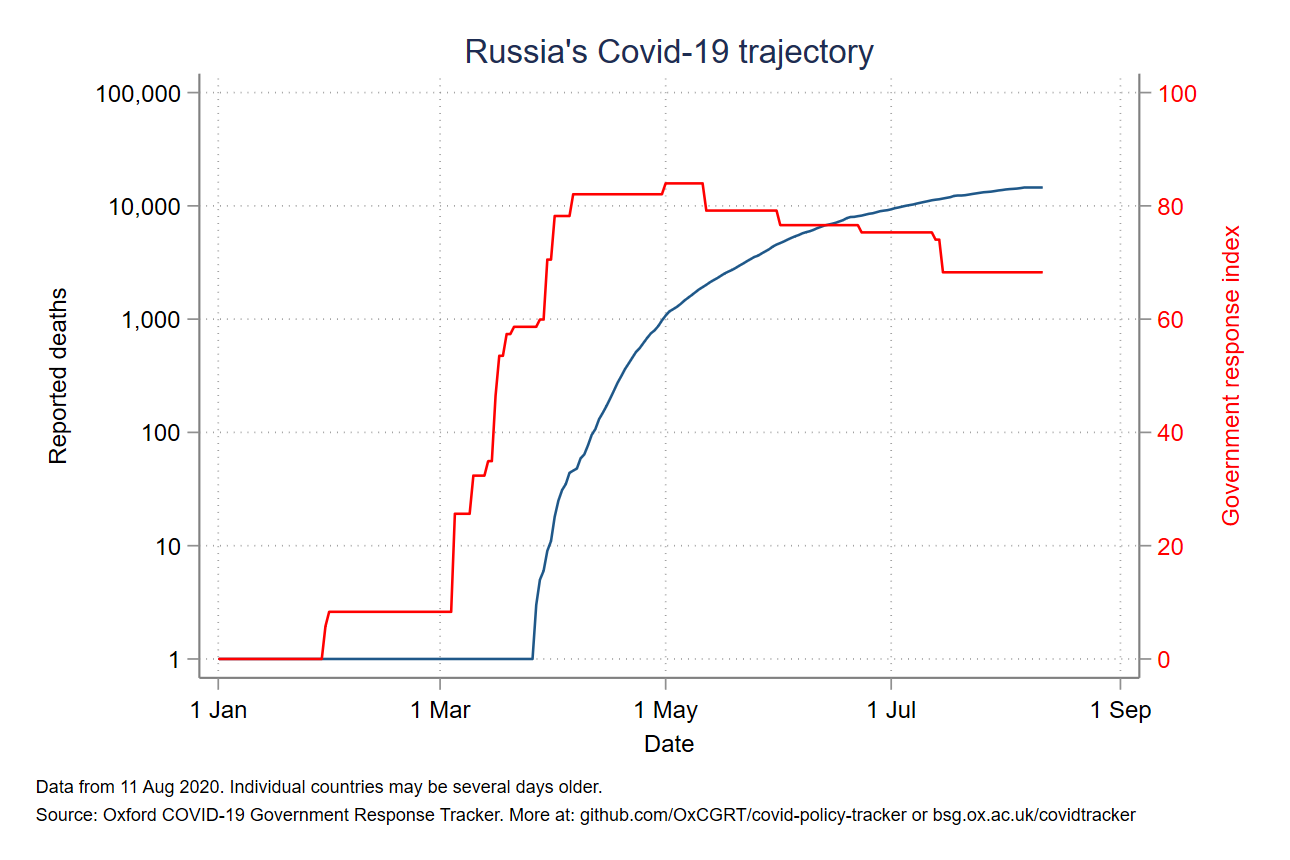 Russia's Covid-19 trajectory
100,000
10,000
1,000
100
10
1
Reported deaths
100
80
60
40
20
0
Government response index
1 Jan
1 Mar
1 May
1 Jul
1 Sep
Date
Data from 11 Aug 2020. Individual countries may be several days older.
Source: Oxford COVID-19 Government Response Tracker. More at: github.com/OxCGRT/covid-policy-tracker or bsg.ox.ac.uk/covidtracker